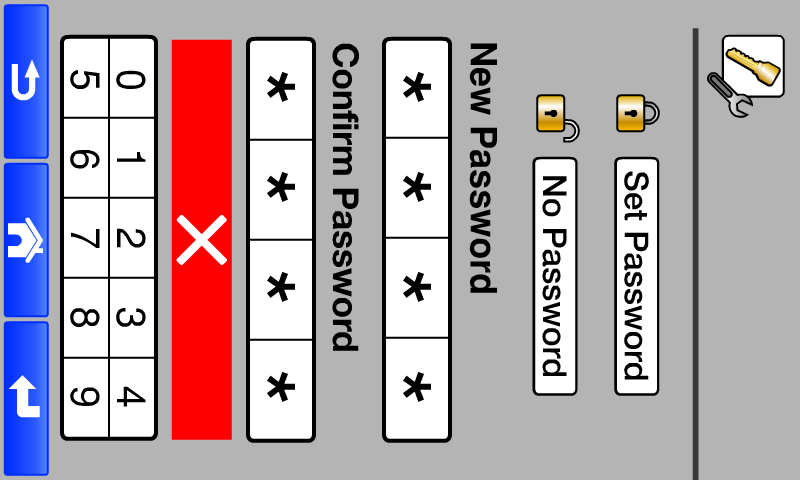 Set Password
No Password
New Password
* * * *
Confirm Password
* * * *
0 1 2 3 4
5 6 7 8 9